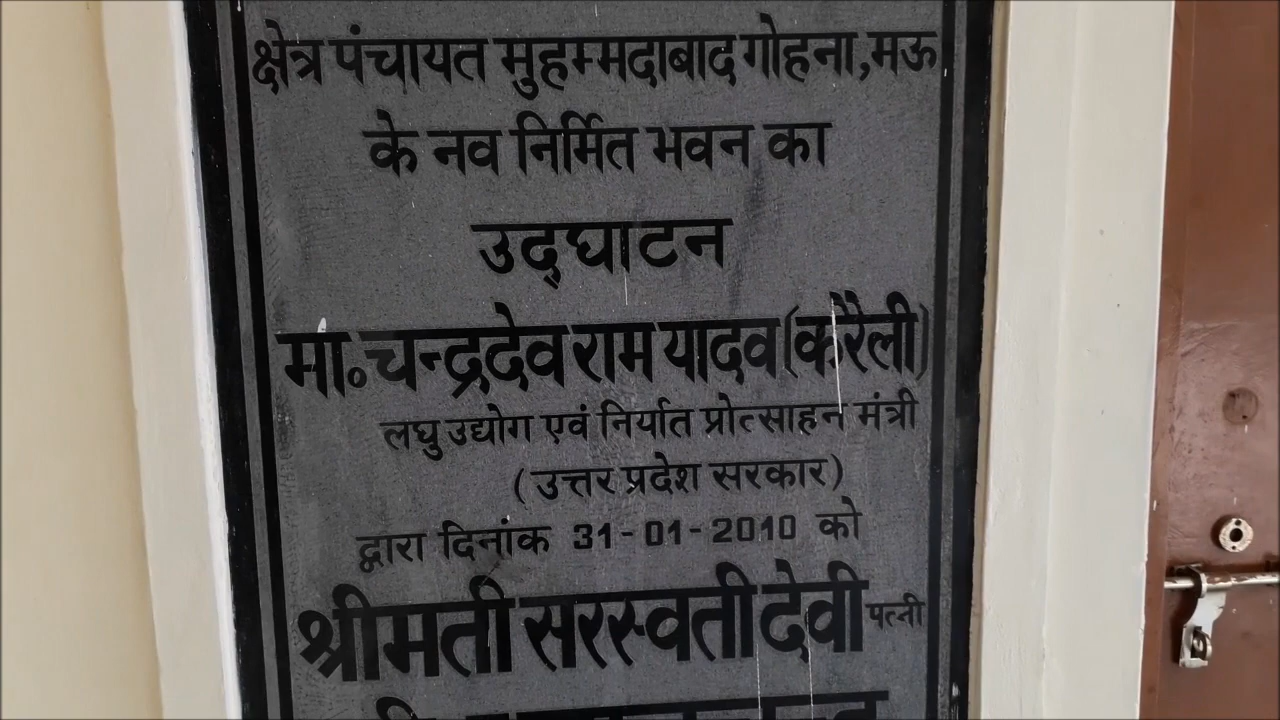 क्षेत्र पंचायत मुहम्मदाबाद गोहना,मऊ
के नव निर्मित भवन का
उद्घाटन
मा० चन्द्रदेव राम यादव (करैली)
लघु उद्योग एवं निर्यात प्रोत्साहन मंत्री
(उत्तर प्रदेश सरकार)
द्वारा दिनांक 31-01-2010 को
श्रीमती सरस्वती देवी पत्नी